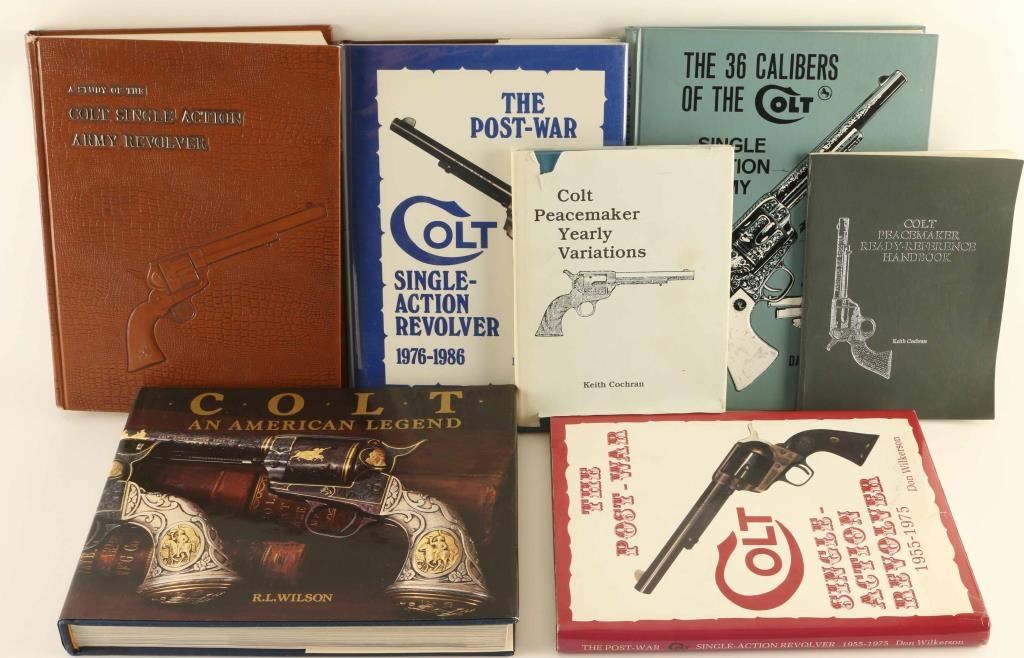 A STUDY OF THE
COLT SINGLE ACTION
ARMY REVOLVER
THE
POST-WAR
COLT
SINGLE-
ACTION
REVOLVER
1976-1986
THE 36 CALIBERS
OF THE COLT
SINGLE
Colt
Peacemaker
Yearly
Variations
Keith Cochran
COLT
PEACEMAKER
READY-REFERENCE
HANDBOOK
Keith Cochran
C·O·L·T
AN AMERICAN LEGEND
R.L.WILSON
THE
POST-WAR
COLT
SINGLE-
ACTION
REVOLVER
1955-1975 Don Wilkerson
THE POST-WAR COLT SINGLE-ACTION REVOLVER 1955-1975 Don Wilkerson